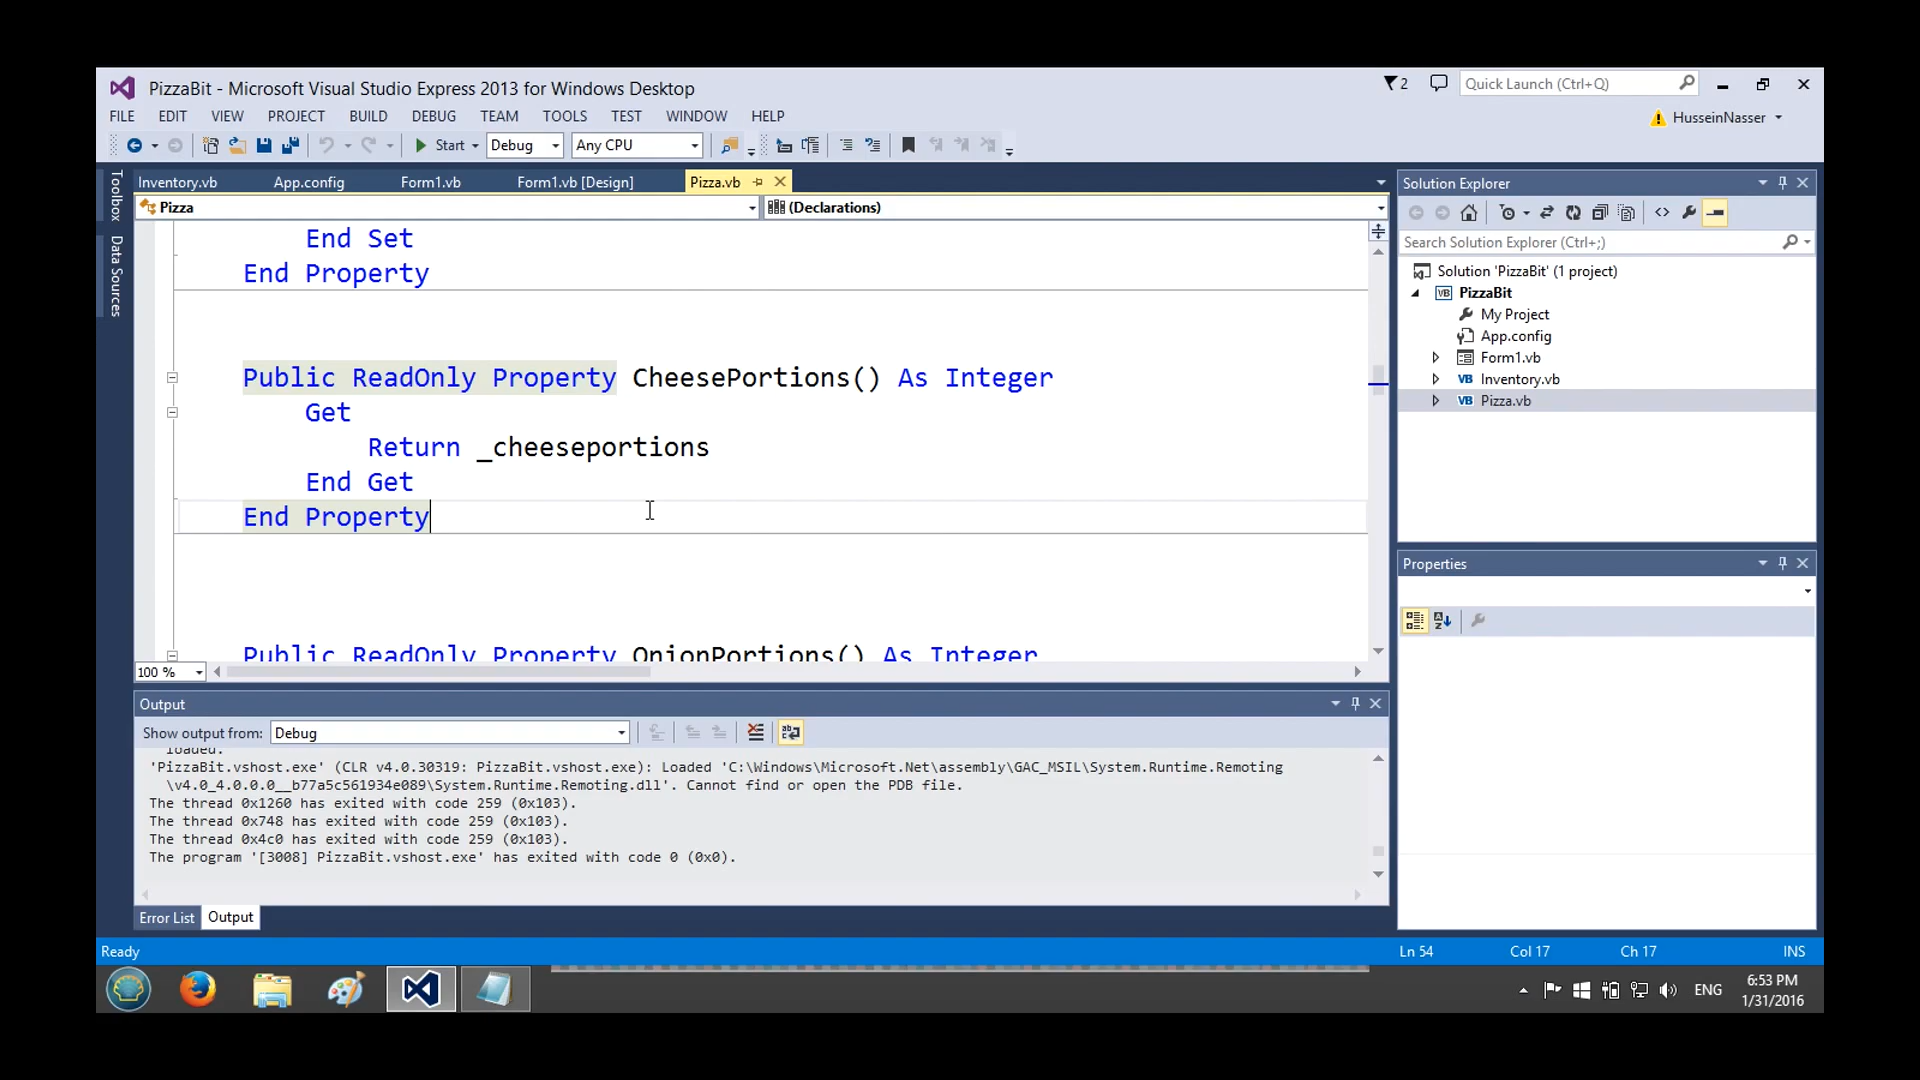 PizzaBit - Microsoft Visual Studio Express 2013 for Windows Desktop
2
Quick Launch (Ctrl+Q)
FILE EDIT VIEW PROJECT BUILD DEBUG TEAM TOOLS TEST WINDOW HELP
HusseinNasser
Start Debug Any CPU
Toolbox
Data Sources
Inventory.vb App.config Form1.vb Form1.vb [Design] Pizza.vb
Pizza (Declarations)
End Set
End Property
Public ReadOnly Property CheesePortions() As Integer
Get
Return _cheeseportions
End Get
End Property
Public ReadOnly Property OnionPortions() As Integer
100 %
Solution Explorer
Search Solution Explorer (Ctrl+;)
Solution 'PizzaBit' (1 project)
VB PizzaBit
My Project
App.config
Form1.vb
VB Inventory.vb
VB Pizza.vb
Properties
Output
Show output from: Debug
loaded.
'PizzaBit.vshost.exe' (CLR v4.0.30319: PizzaBit.vshost.exe): Loaded 'C:\Windows\Microsoft.Net\assembly\GAC_MSIL\System.Runtime.Remoting
\v4.0_4.0.0.0__b77a5c561934e089\System.Runtime.Remoting.dll'. Cannot find or open the PDB file.
The thread 0x1260 has exited with code 259 (0x103).
The thread 0x748 has exited with code 259 (0x103).
The thread 0x4c0 has exited with code 259 (0x103).
The program '[3008] PizzaBit.vshost.exe' has exited with code 0 (0x0).
Error List Output
Ready Ln 54 Col 17 Ch 17 INS
ENG
6:53 PM
1/31/2016